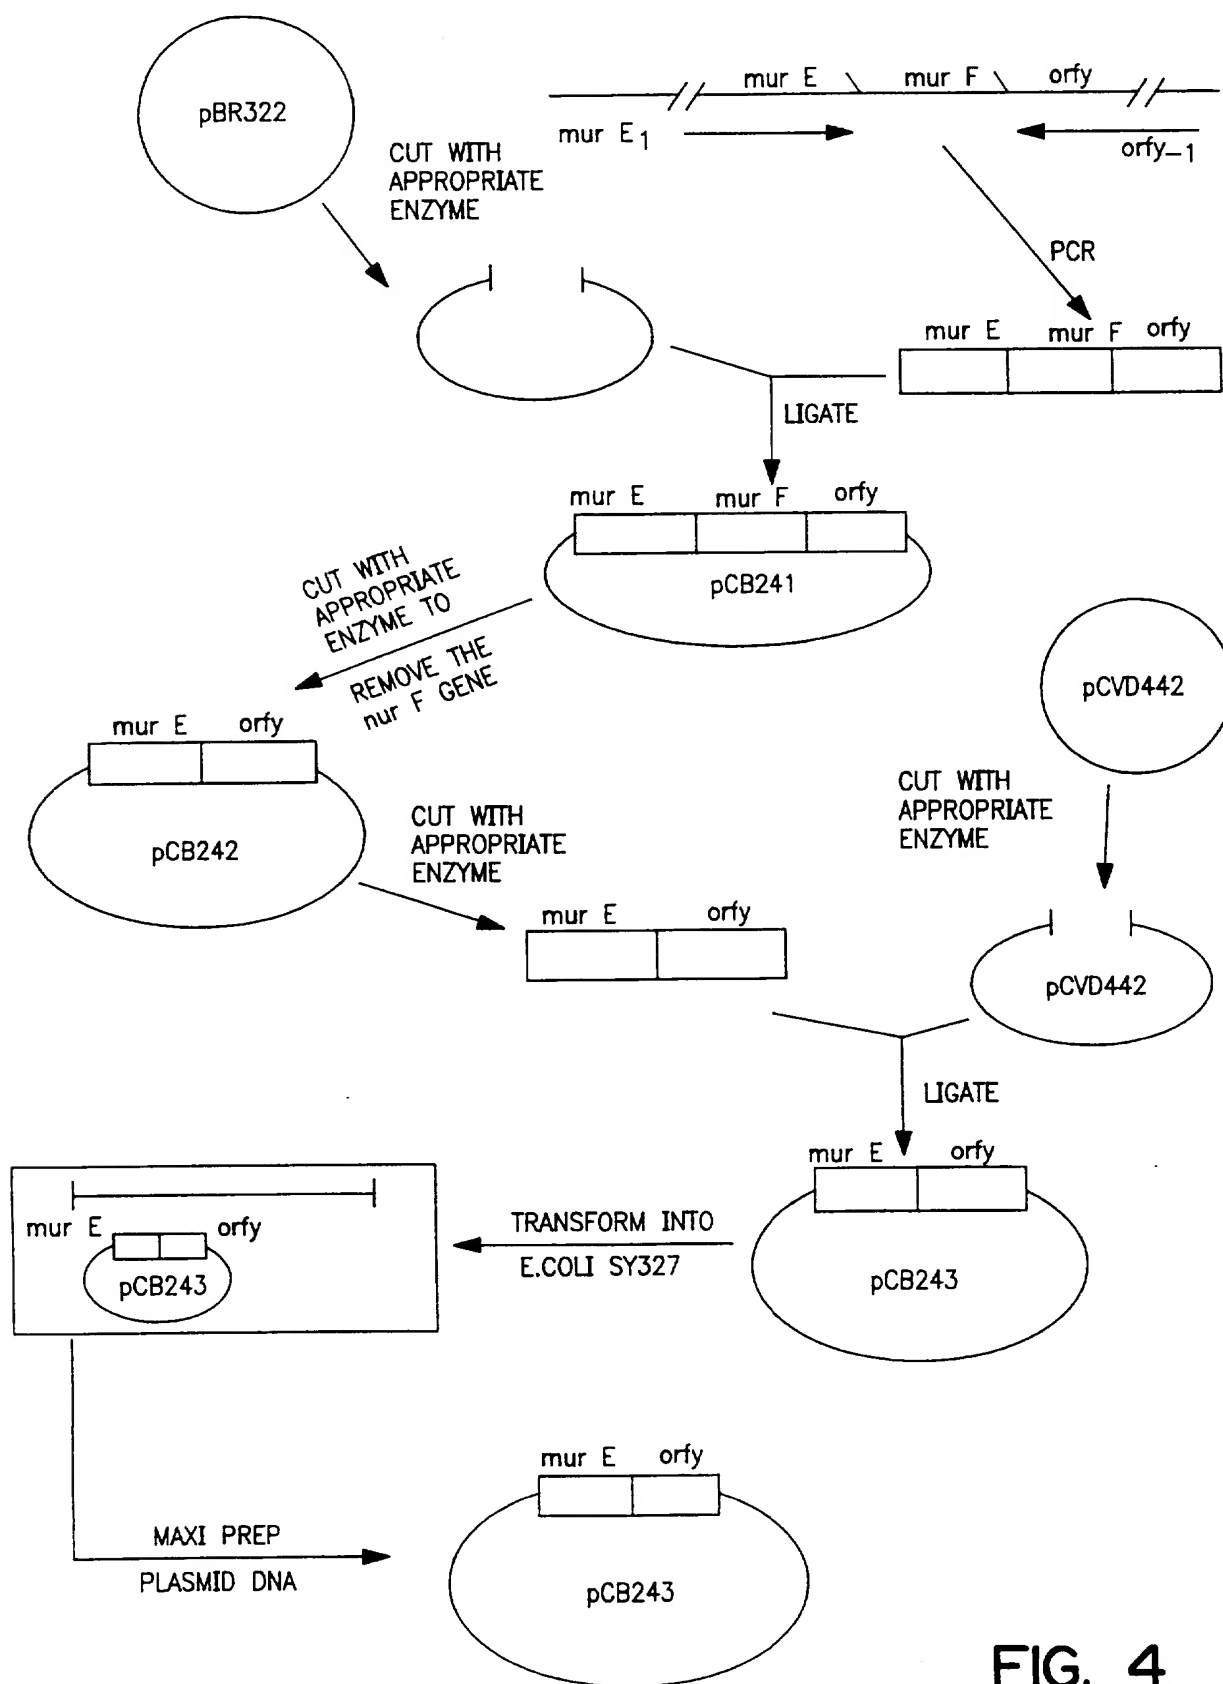 pBR322
mur E mur F orfy
mur E1
orfy-1
CUT WITH
APPROPRIATE
ENZYME
PCR
mur E mur F orfy
LIGATE
mur E mur F orfy
pCB241
CUT WITH
APPROPRIATE
ENZYME TO
REMOVE THE
nur F GENE
pCVD442
mur E orfy
pCB242
CUT WITH
APPROPRIATE
ENZYME
CUT WITH
APPROPRIATE
ENZYME
mur E orfy
pCVD442
LIGATE
mur E orfy
pCB243
TRANSFORM INTO
E.COLI SY327
mur E orfy
pCB243
MAXI PREP
PLASMID DNA
mur E orfy
pCB243
FIG. 4